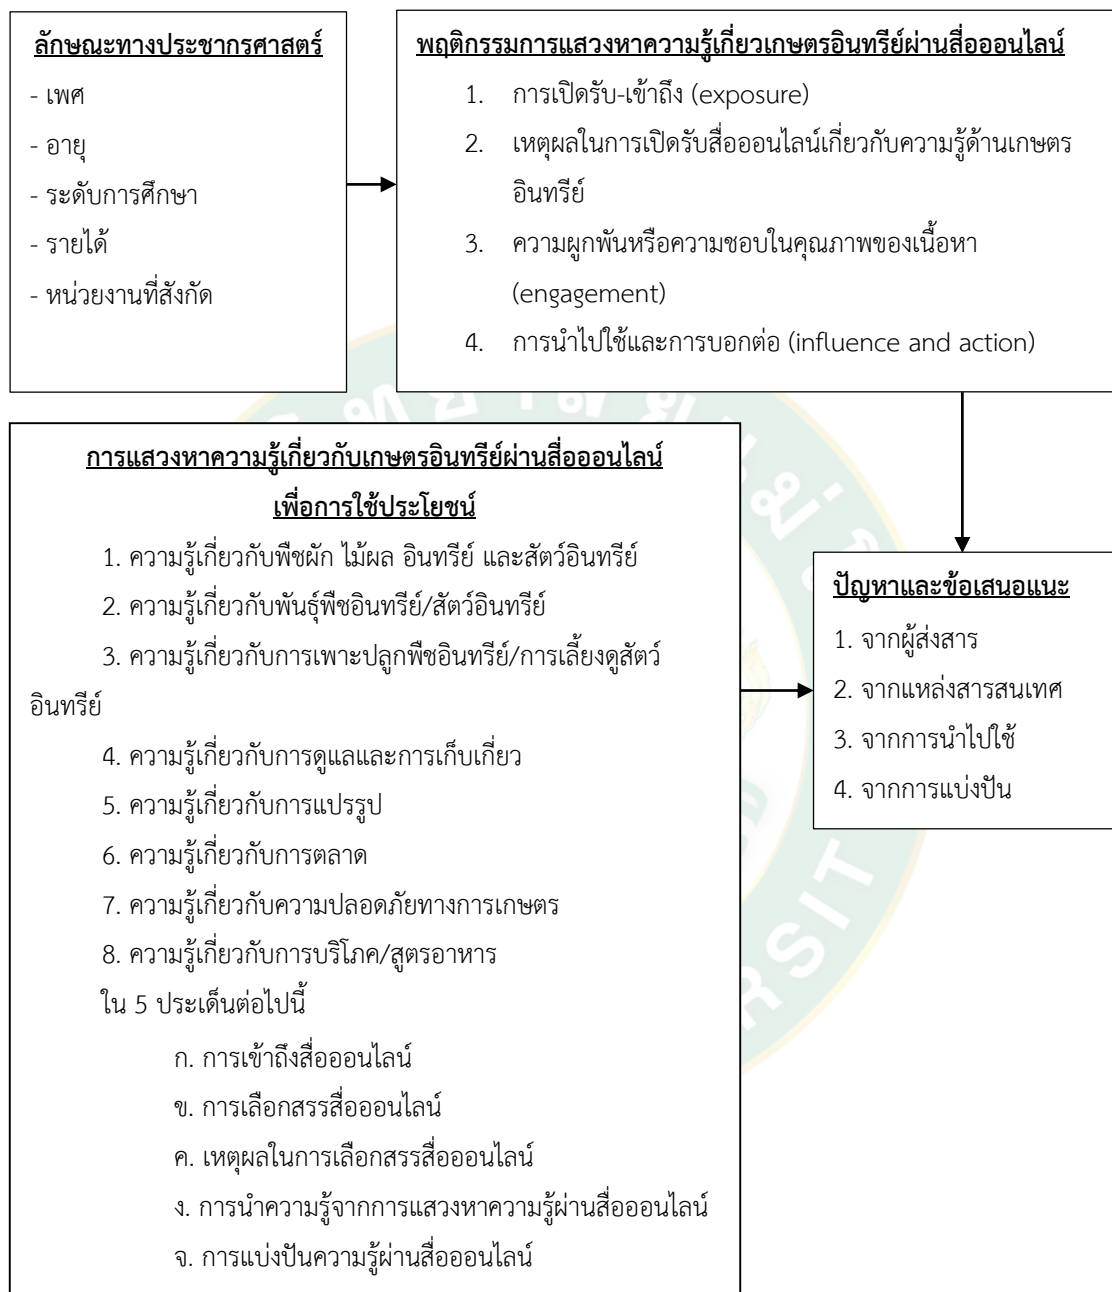 ลักษณะทางประชากรศาสตร์
- เพศ
- อายุ
- ระดับการศึกษา
- รายได้
- หน่วยงานที่สังกัด
พฤติกรรมการแสวงหาความรู้เกี่ยวเกษตรอินทรีย์ผ่านสื่อออนไลน์
1. การเปิดรับ-เข้าถึง (exposure)
2. เหตุผลในการเปิดรับสื่อออนไลน์เกี่ยวกับความรู้ด้านเกษตร
อินทรีย์
3. ความผูกพันหรือความชอบในคุณภาพของเนื้อหา
(engagement)
4. การนำไปใช้และการบอกต่อ (influence and action)
การแสวงหาความรู้เกี่ยวกับเกษตรอินทรีย์ผ่านสื่อออนไลน์
เพื่อการใช้ประโยชน์
1. ความรู้เกี่ยวกับพืชผัก ไม้ผล อินทรีย์ และสัตว์อินทรีย์
2. ความรู้เกี่ยวกับพันธุ์พืชอินทรีย์/สัตว์อินทรีย์
3. ความรู้เกี่ยวกับการเพาะปลูกพืชอินทรีย์/การเลี้ยงดูสัตว์
อินทรีย์
4. ความรู้เกี่ยวกับการดูแลและการเก็บเกี่ยว
5. ความรู้เกี่ยวกับการแปรรูป
6. ความรู้เกี่ยวกับการตลาด
7. ความรู้เกี่ยวกับความปลอดภัยทางการเกษตร
8. ความรู้เกี่ยวกับการบริโภค/สูตรอาหาร
ใน 5 ประเด็นต่อไปนี้
ก. การเข้าถึงสื่อออนไลน์
ข. การเลือกสรรสื่อออนไลน์
ค. เหตุผลในการเลือกสรรสื่อออนไลน์
ง. การนำความรู้จากการแสวงหาความรู้ผ่านสื่อออนไลน์
จ. การแบ่งปันความรู้ผ่านสื่อออนไลน์
ปัญหาและข้อเสนอแนะ
1. จากผู้ส่งสาร
2. จากแหล่งสารสนเทศ
3. จากการนำไปใช้
4. จากการแบ่งปัน